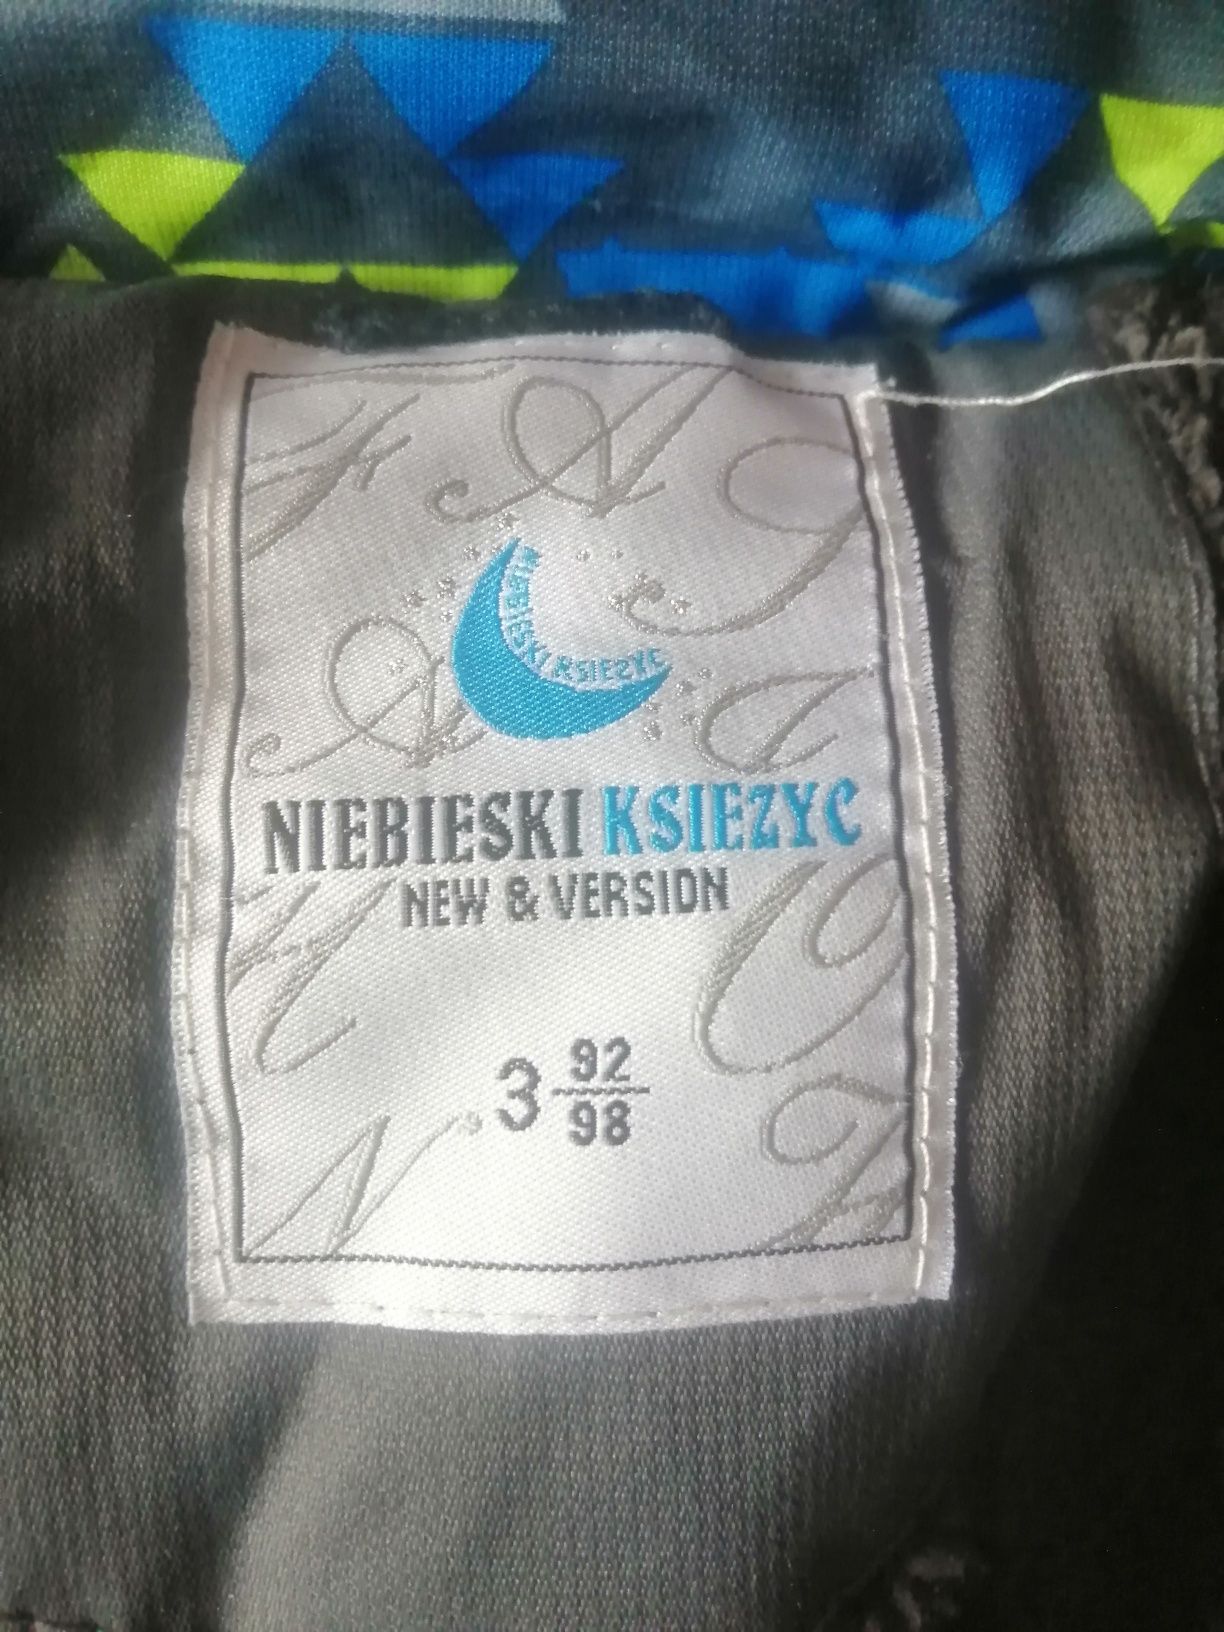 NIEBIESKI KSIEZYC
NIEBIESKI KSIEZYC
NEW & VERSION
3 92/98